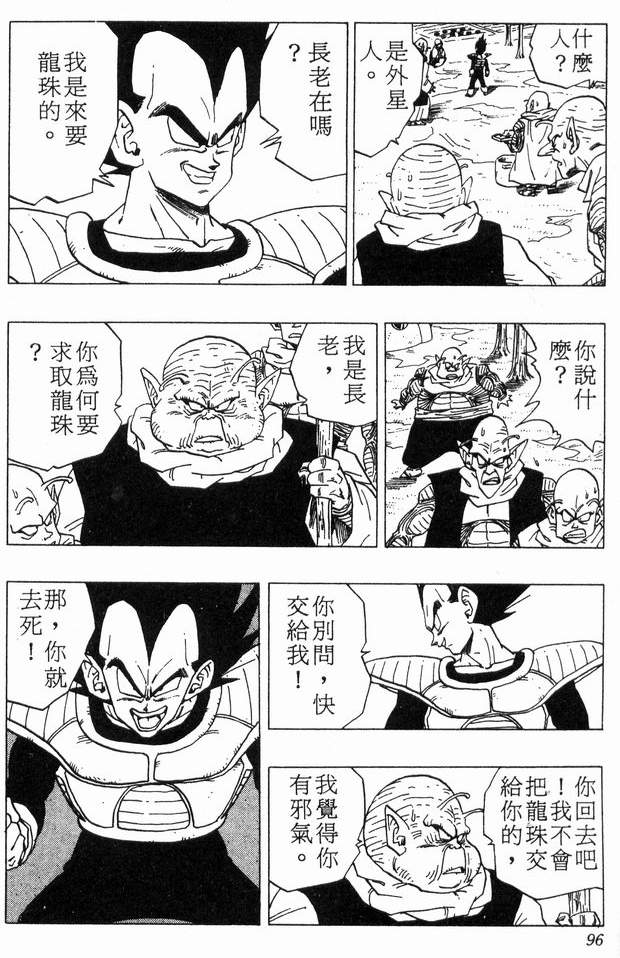 什麼
人？
是外星
人。
長老在嗎
？
我是來要
龍珠的。
你說什
麼？
我是長
老，
你爲何要
求取龍珠
？
你別問，快
交給我！
你回去吧
！我不會
把龍珠交
給你的，
我覺得你
有邪氣。
那，你就
去死！
96